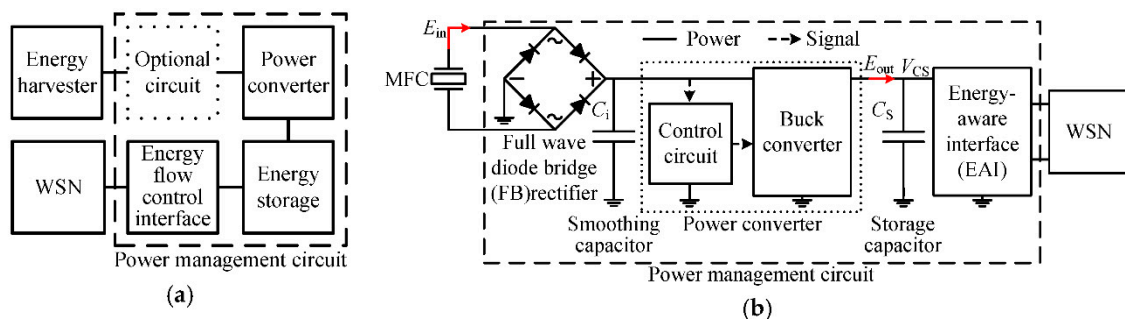 Energy
harvester
Optional
circuit
Power
converter
WSN
Energy
flow
control
interface
Energy
storage
Power management circuit
(a)
E_in
MFC
~
~
−
+
Full wave
diode bridge
(FB)rectifier
C_i
Smoothing
capacitor
Power
Signal
Control
circuit
Buck
converter
Power converter
E_out
V_CS
C_S
Storage
capacitor
Energy-
aware
interface
(EAI)
WSN
Power management circuit
(b)